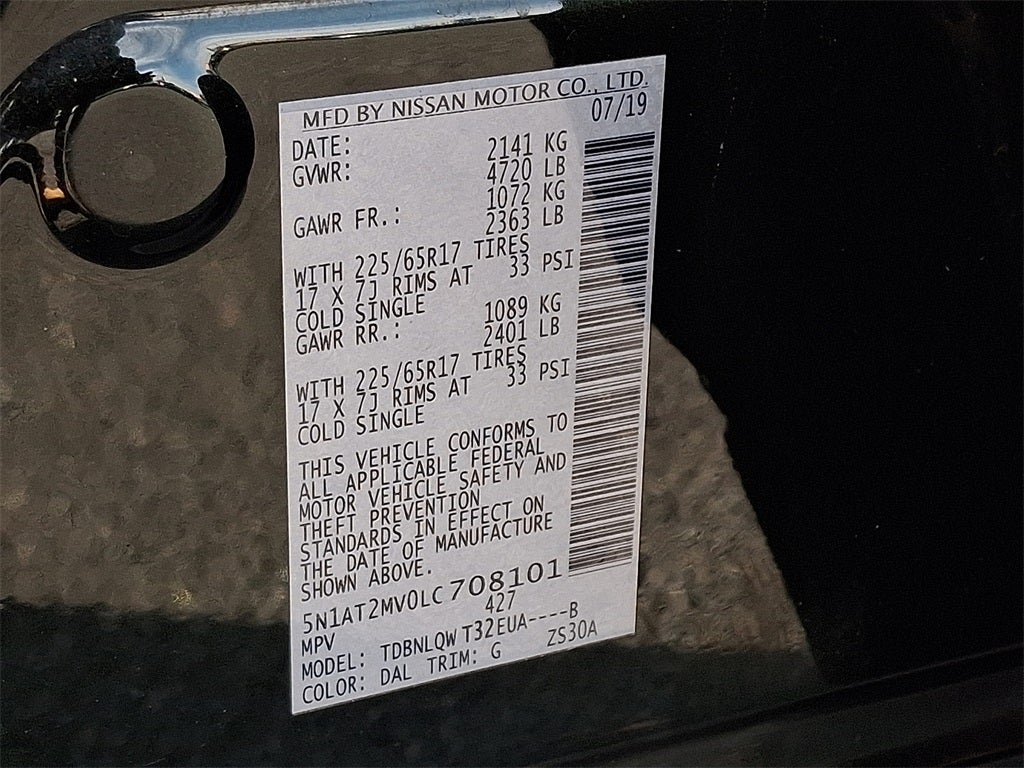 MFD BY NISSAN MOTOR CO., LTD.
DATE: 07/19
GVWR: 2141 KG
4720 LB
GAWR FR.: 1072 KG
2363 LB
WITH 225/65R17 TIRES
17 X 7J RIMS AT 33 PSI
COLD SINGLE
GAWR RR.: 1089 KG
2401 LB
WITH 225/65R17 TIRES
17 X 7J RIMS AT 33 PSI
COLD SINGLE
THIS VEHICLE CONFORMS TO
ALL APPLICABLE FEDERAL
MOTOR VEHICLE SAFETY AND
THEFT PREVENTION
STANDARDS IN EFFECT ON
THE DATE OF MANUFACTURE
SHOWN ABOVE.
5N1AT2MV0LC708101
MPV 427
MODEL: TDBNLQWT32EUA----B
COLOR: DAL TRIM: G ZS30A